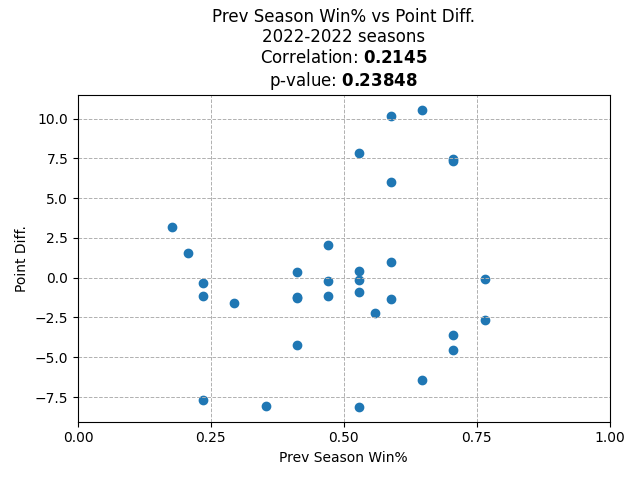 Prev Season Win% vs Point Diff.
2022-2022 seasons
Correlation: 0.2145
p-value: 0.23848
10.0
7.5
5.0
2.5
0.0
−2.5
−5.0
−7.5
Point Diff.
0.00 0.25 0.50 0.75 1.00
Prev Season Win%